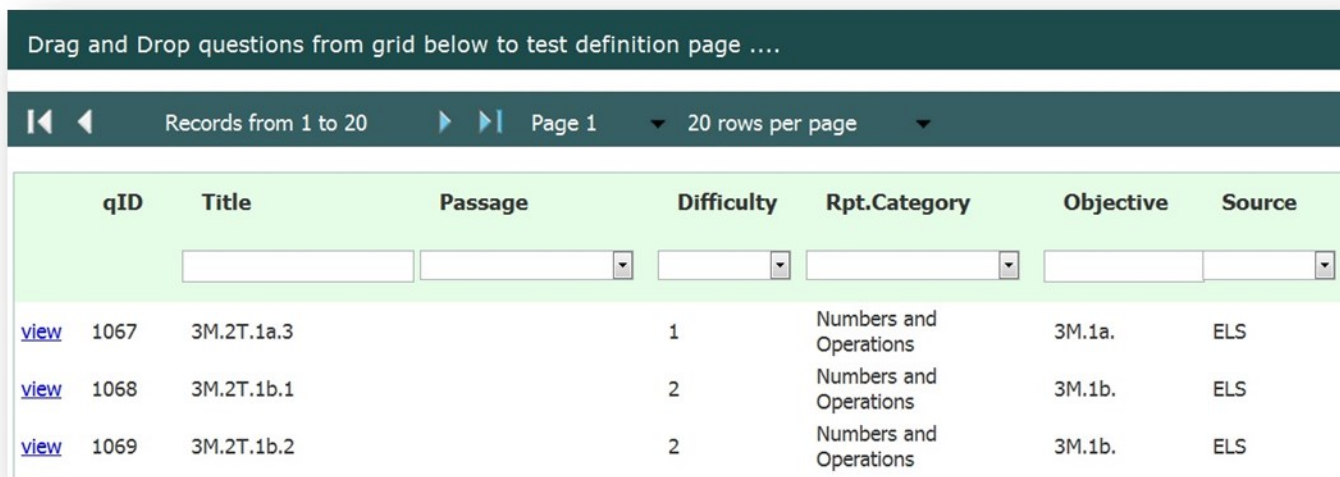 Drag and Drop questions from grid below to test definition page ....
Records from 1 to 20 Page 1 20 rows per page
qID Title Passage Difficulty Rpt.Category Objective Source
view 1067 3M.2T.1a.3 1 Numbers and Operations 3M.1a. ELS
view 1068 3M.2T.1b.1 2 Numbers and Operations 3M.1b. ELS
view 1069 3M.2T.1b.2 2 Numbers and Operations 3M.1b. ELS